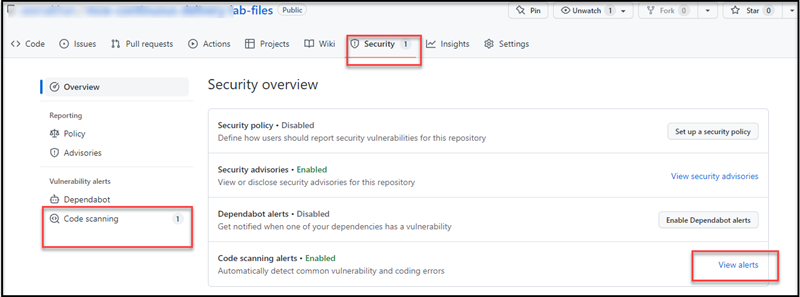 lab-files Public
Pin
Unwatch 1
Fork 0
Star 0
Code Issues Pull requests Actions Projects Wiki Security 1 Insights Settings
Overview
Reporting
Policy
Advisories
Vulnerability alerts
Dependabot
Code scanning 1
Security overview
Security policy • Disabled
Define how users should report security vulnerabilities for this repository
Set up a security policy
Security advisories • Enabled
View or disclose security advisories for this repository
View security advisories
Dependabot alerts • Disabled
Get notified when one of your dependencies has a vulnerability
Enable Dependabot alerts
Code scanning alerts • Enabled
Automatically detect common vulnerability and coding errors
View alerts